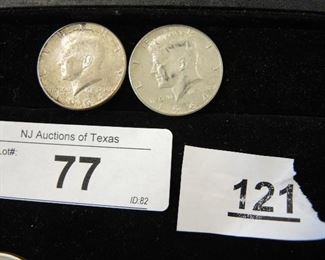 NJ Auctions of Texas
Lot#:
77
ID:82
121